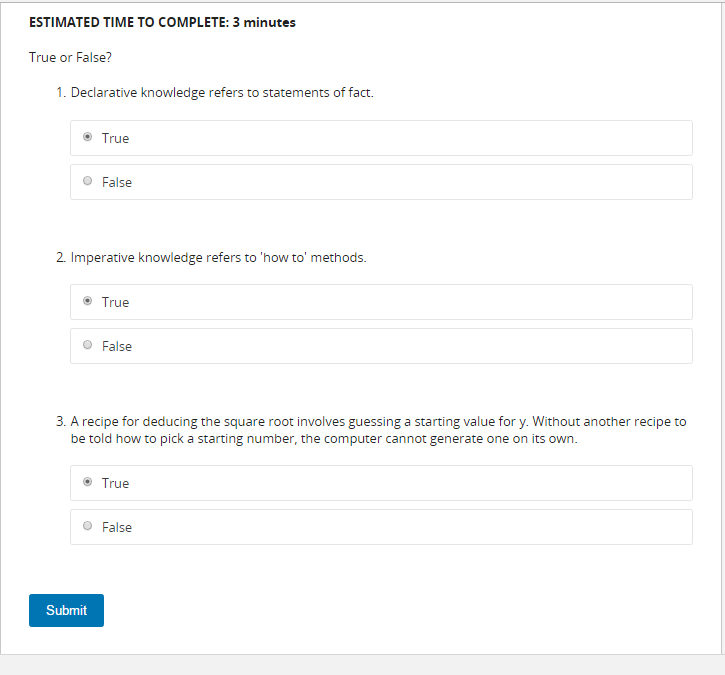 ESTIMATED TIME TO COMPLETE: 3 minutes
True or False?
1. Declarative knowledge refers to statements of fact.
True
False
2. Imperative knowledge refers to 'how to' methods.
True
False
3. A recipe for deducing the square root involves guessing a starting value for y. Without another recipe to
be told how to pick a starting number, the computer cannot generate one on its own.
True
False
Submit